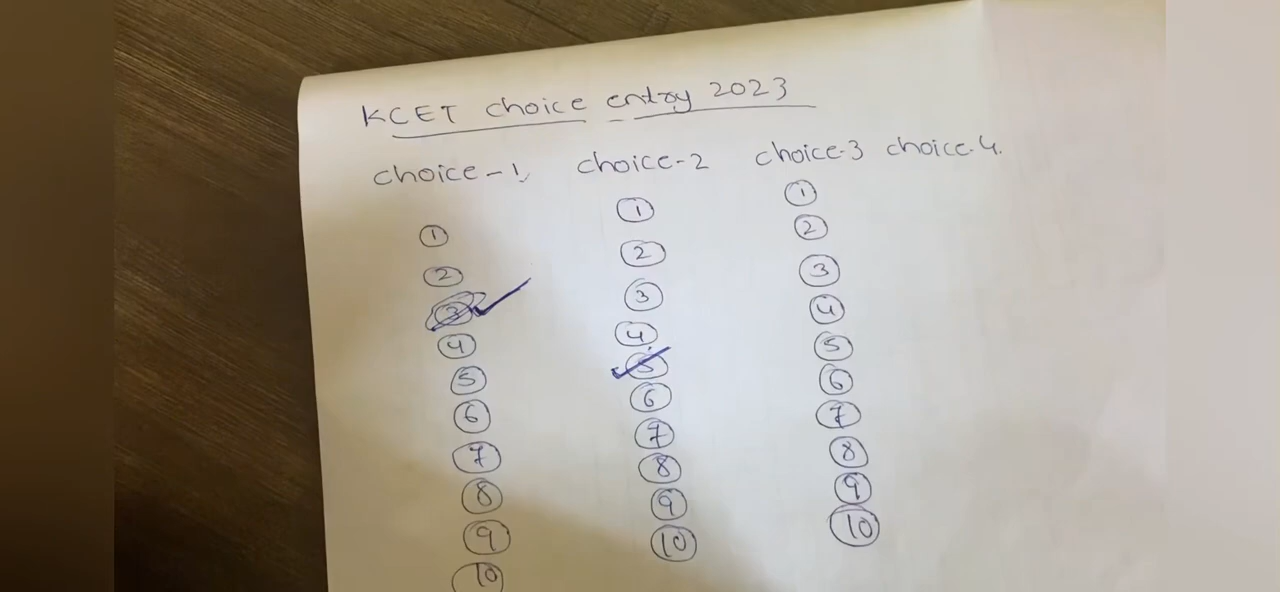 KCET choice entry 2023
choice-1 choice-2 choice-3 choice-4.
1 1 1
2 2 2
3 3 3
4 4 4
5 5 5
6 6 6
7 7 7
8 8 8
9 9 9
10 10 10